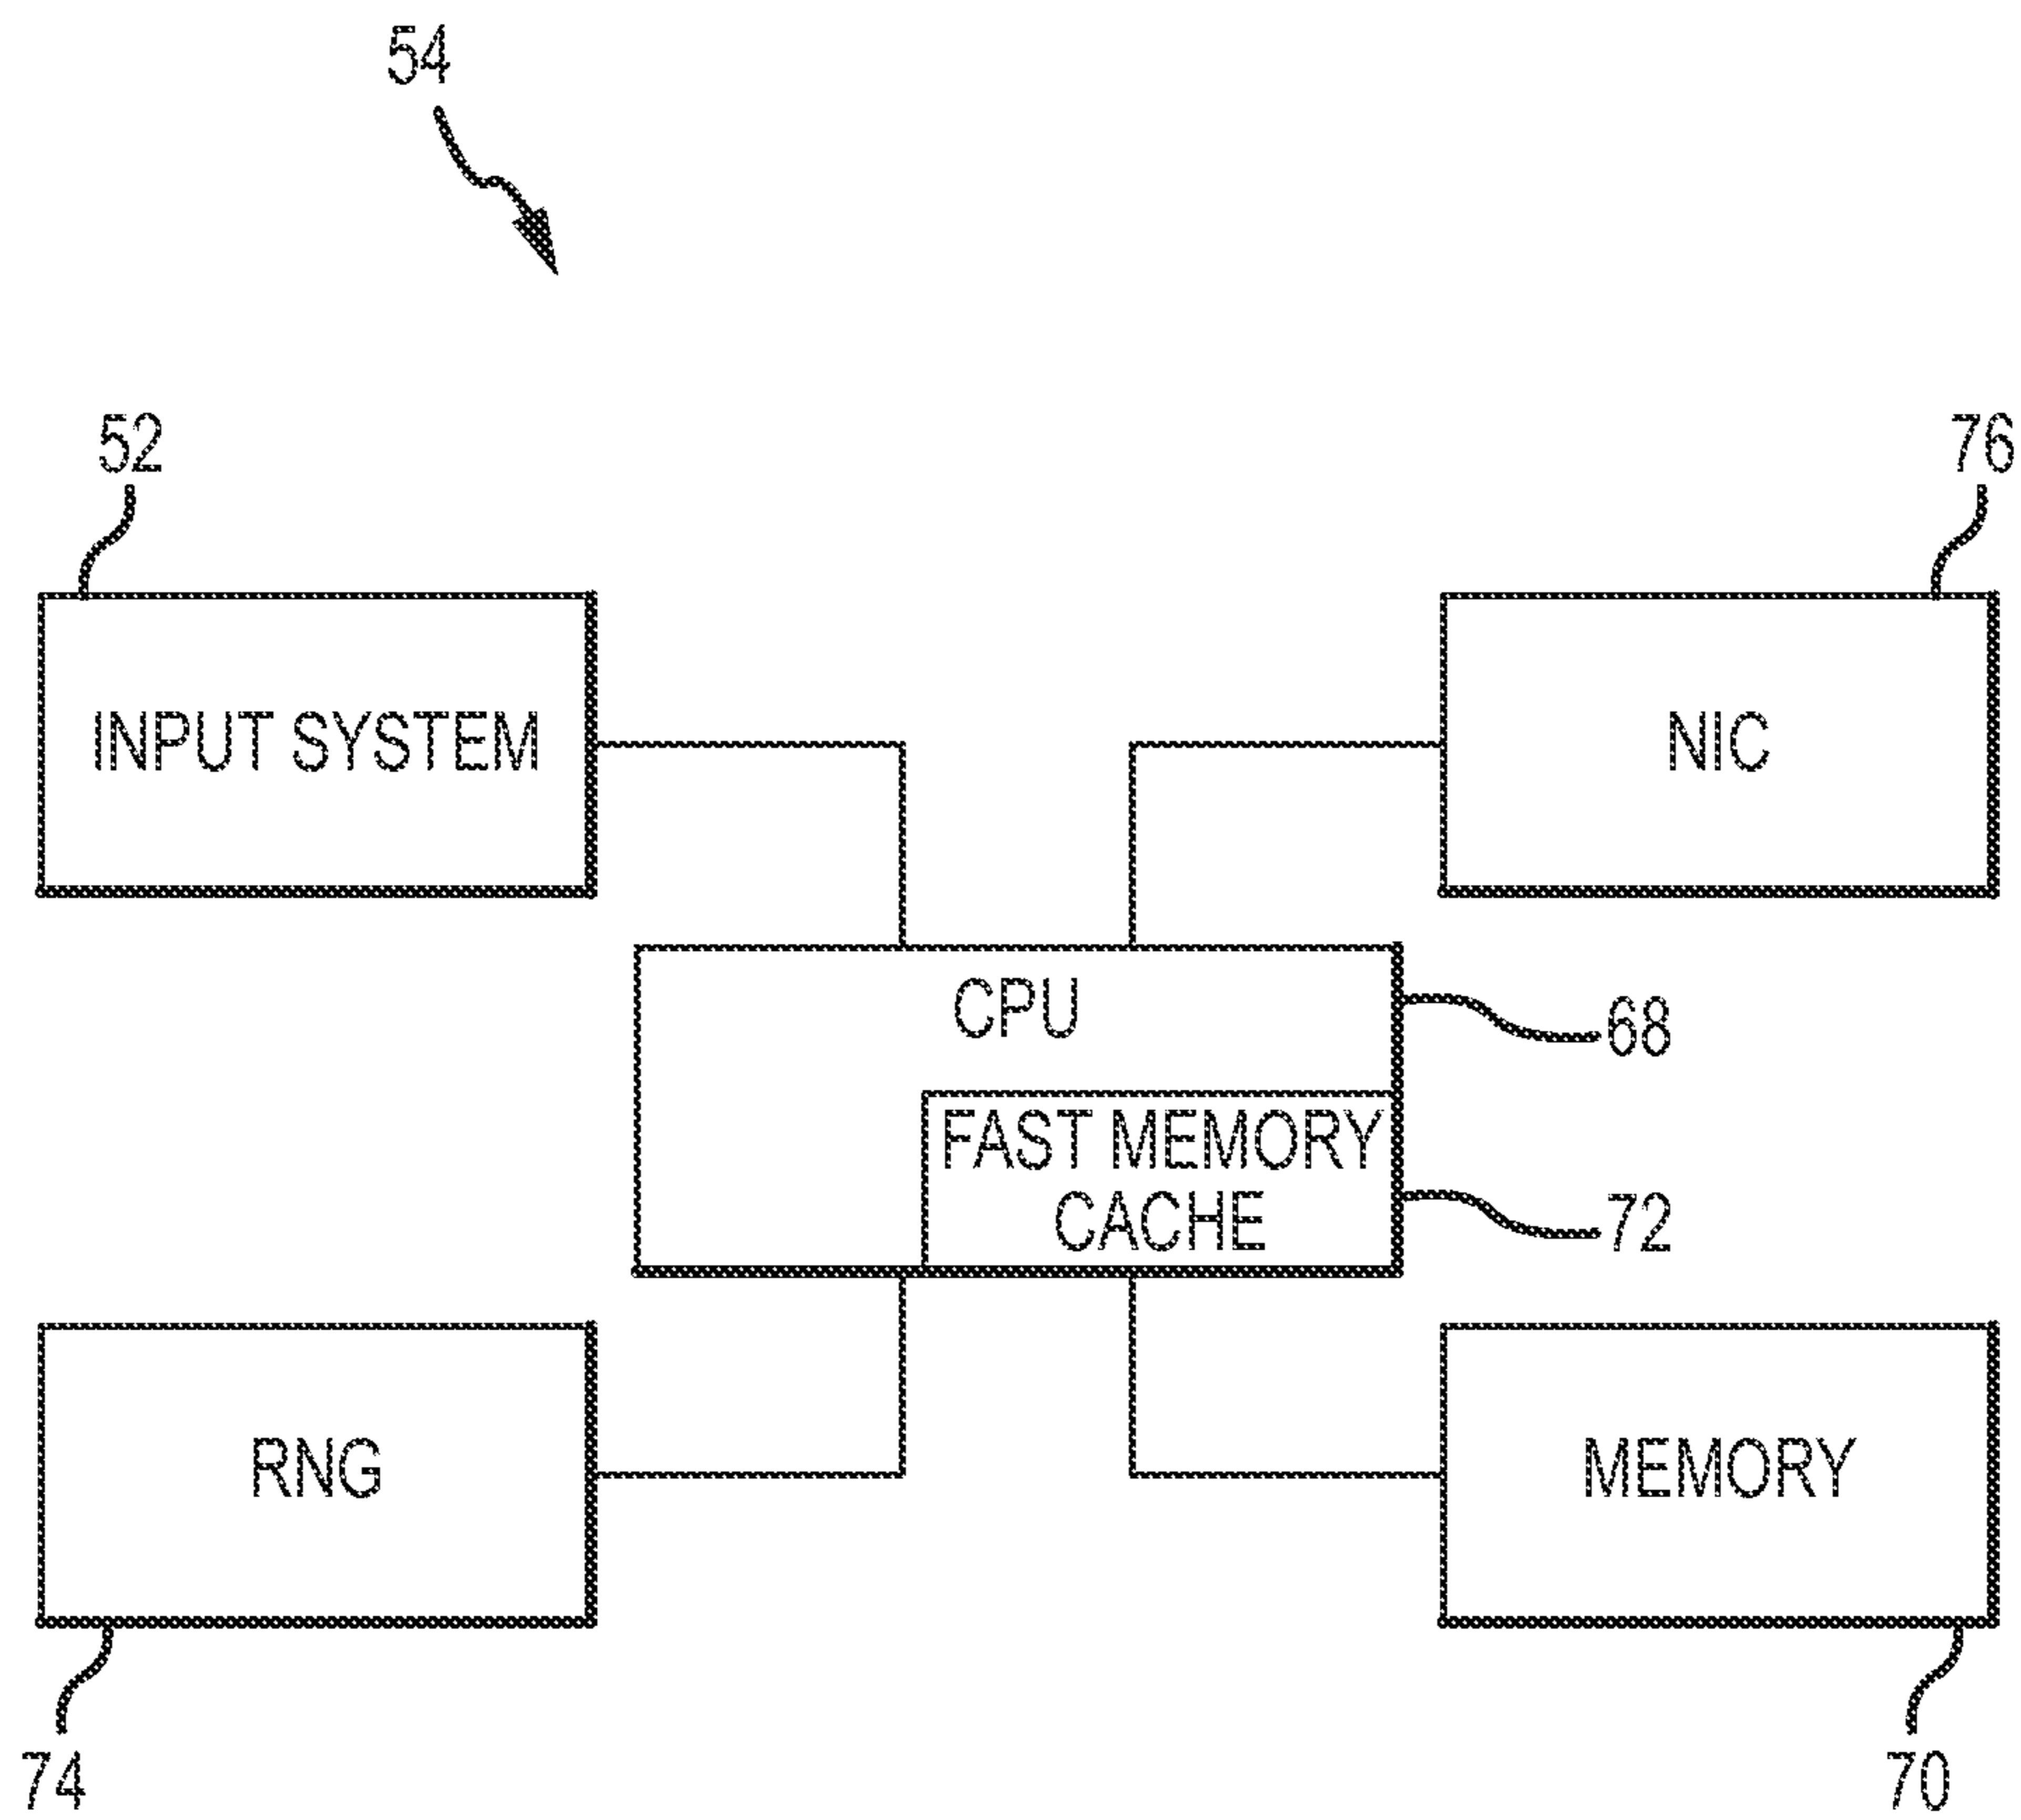 54
52
76
INPUT SYSTEM
NIC
CPU
68
FAST MEMORY
CACHE
72
RNG
MEMORY
74
70